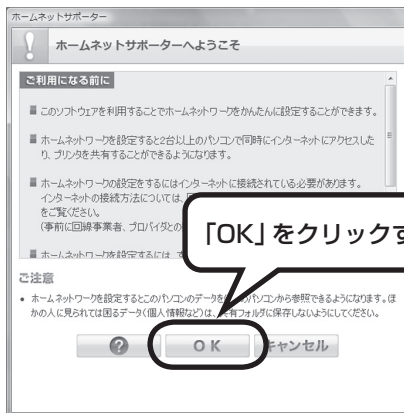 ホームネットサポーター
ホームネットサポーターへようこそ
ご利用になる前に
このソフトウェアを利用することでホームネットワークをかんたんに設定することができます。
ホームネットワークを設定すると2台以上のパソコンで同時にインターネットにアクセスした
り、プリンタを共有することができるようになります。
ホームネットワークの設定をするにはインターネットに接続されている必要があります。
インターネットの接続方法については、
をご覧ください。
(事前に回線事業者、プロバイダとの
ホームネットワークを設定するには、す
「OK」をクリックす
ご注意
• ホームネットワークを設定するとこのパソコンのデータを のパソコンから参照できるようになります。ほ
かの人に見られては困るデータ(個人情報など)は、共有フォルダに保存しないようにしてください。
? OK キャンセル